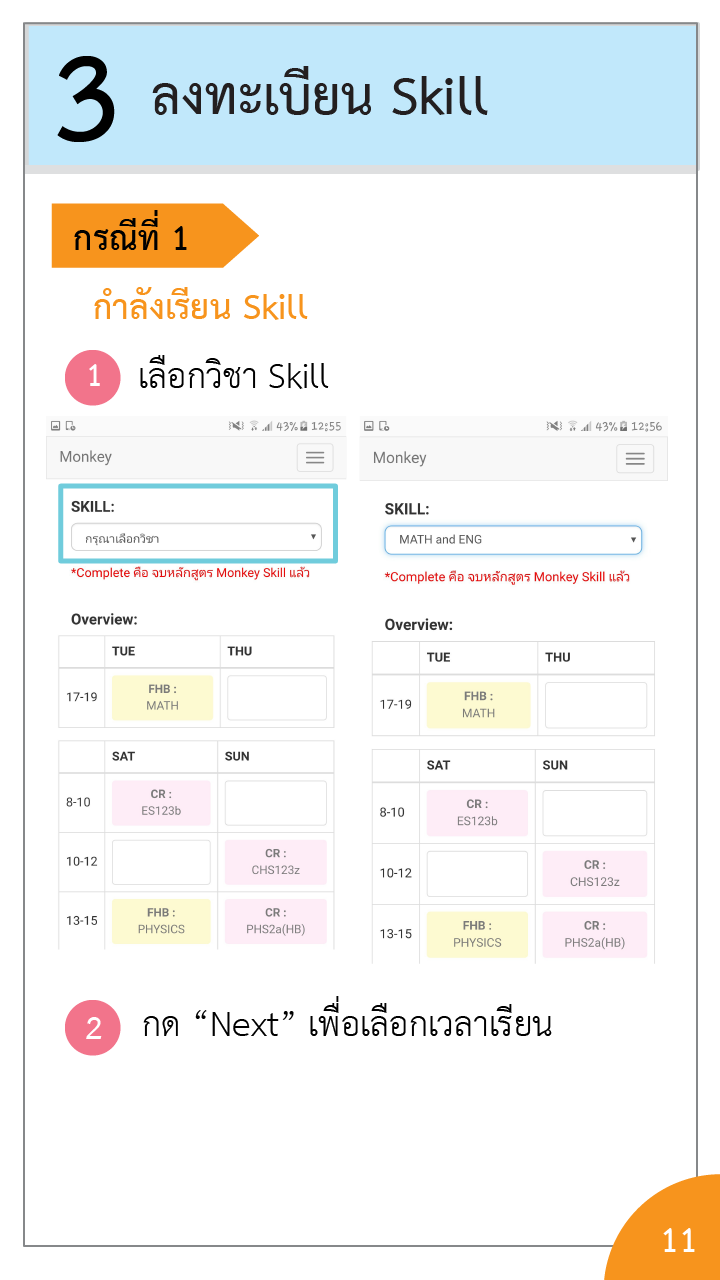 3 ลงทะเบียน Skill
กรณีที่ 1
กำลังเรียน Skill
1 เลือกวิชา Skill
43% 12:55
Monkey
SKILL:
กรุณาเลือกวิชา
*Complete คือ จบหลักสูตร Monkey Skill แล้ว
Overview:
TUE THU
17-19 FHB :
MATH
SAT SUN
8-10 CR :
ES123b
10-12 CR :
CHS123z
13-15 FHB : CR :
PHYSICS PHS2a(HB)
43% 12:56
Monkey
SKILL:
MATH and ENG
*Complete คือ จบหลักสูตร Monkey Skill แล้ว
Overview:
TUE THU
17-19 FHB :
MATH
SAT SUN
8-10 CR :
ES123b
10-12 CR :
CHS123z
13-15 FHB : CR :
PHYSICS PHS2a(HB)
2 กด “Next” เพื่อเลือกเวลาเรียน
11